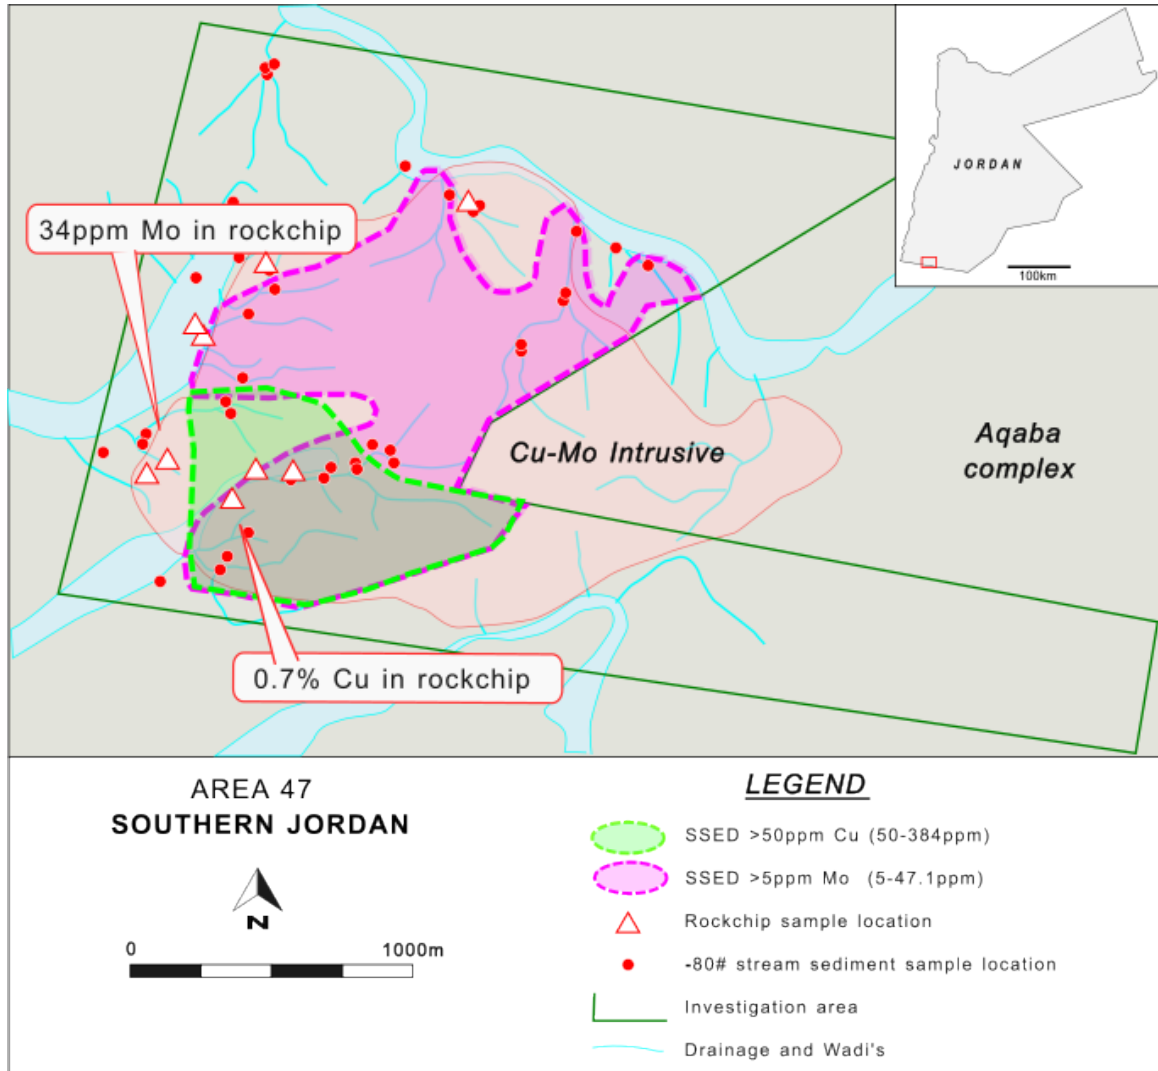 JORDAN
100km
34ppm Mo in rockchip
Cu-Mo Intrusive
Aqaba
complex
0.7% Cu in rockchip
AREA 47
SOUTHERN JORDAN
N
0
1000m
LEGEND
SSED >50ppm Cu (50-384ppm)
SSED >5ppm Mo (5-47.1ppm)
Rockchip sample location
-80# stream sediment sample location
Investigation area
Drainage and Wadi's